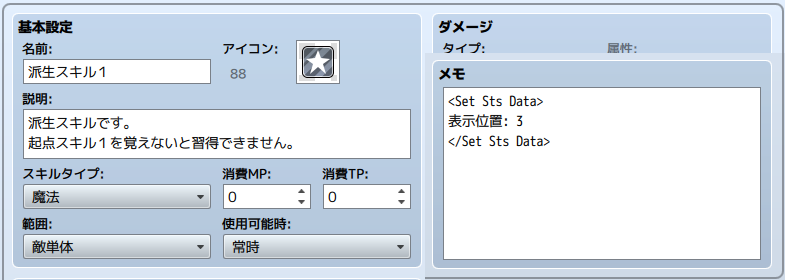 基本設定
名前:
アイコン:
派生スキル1
88
説明:
派生スキルです。
起点スキル1を覚えないと習得できません。
スキルタイプ:
消費MP:
消費TP:
魔法
0
0
範囲:
使用可能時:
敵単体
常時
ダメージ
タイプ:
属性:
メモ
<Set Sts Data>
表示位置: 3
</Set Sts Data>